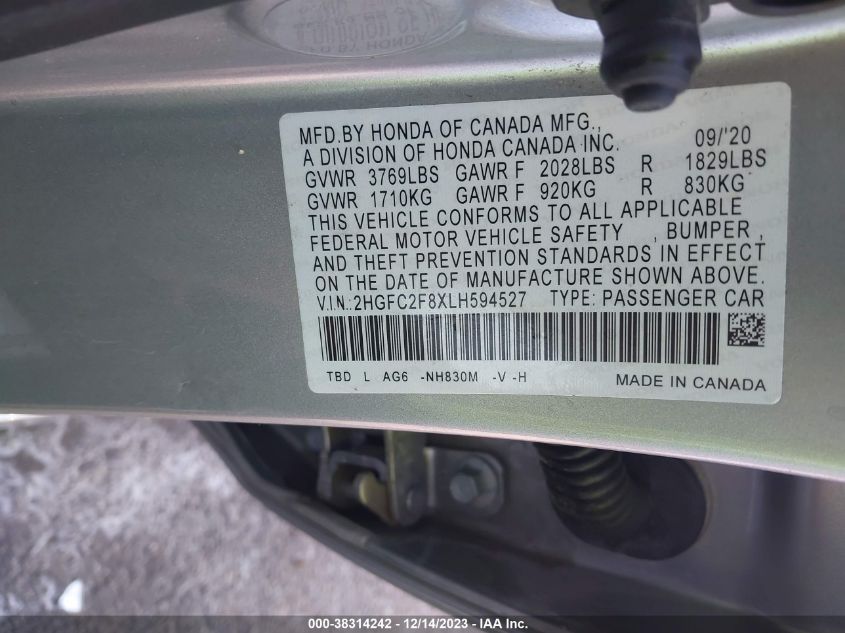 MFD.BY HONDA OF CANADA MFG., 09/'20
A DIVISION OF HONDA CANADA INC.
GVWR 3769LBS GAWR F 2028LBS R 1829LBS
GVWR 1710KG GAWR F 920KG R 830KG
THIS VEHICLE CONFORMS TO ALL APPLICABLE
FEDERAL MOTOR VEHICLE SAFETY , BUMPER ,
AND THEFT PREVENTION STANDARDS IN EFFECT
ON THE DATE OF MANUFACTURE SHOWN ABOVE.
V.I.N.:2HGFC2F8XLH594527 TYPE: PASSENGER CAR
TBD L AG6 -NH830M -V -H MADE IN CANADA
000-38314242 - 12/14/2023 - IAA Inc.